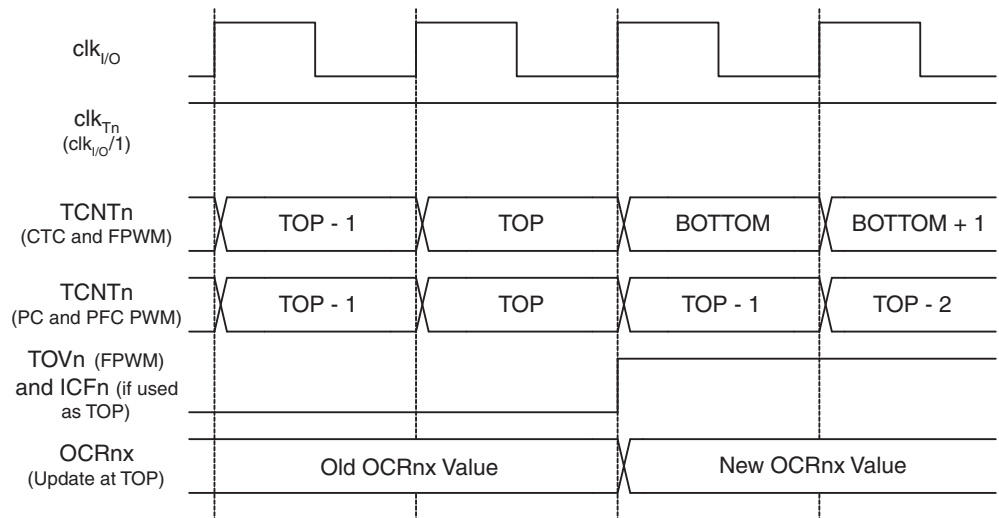 clkI/O
clkTn
(clkI/O/1)
TCNTn
(CTC and FPWM)
TOP - 1
TOP
BOTTOM
BOTTOM + 1
TCNTn
(PC and PFC PWM)
TOP - 1
TOP
TOP - 1
TOP - 2
TOVn (FPWM)
and ICFn (if used
as TOP)
OCRnx
(Update at TOP)
Old OCRnx Value
New OCRnx Value